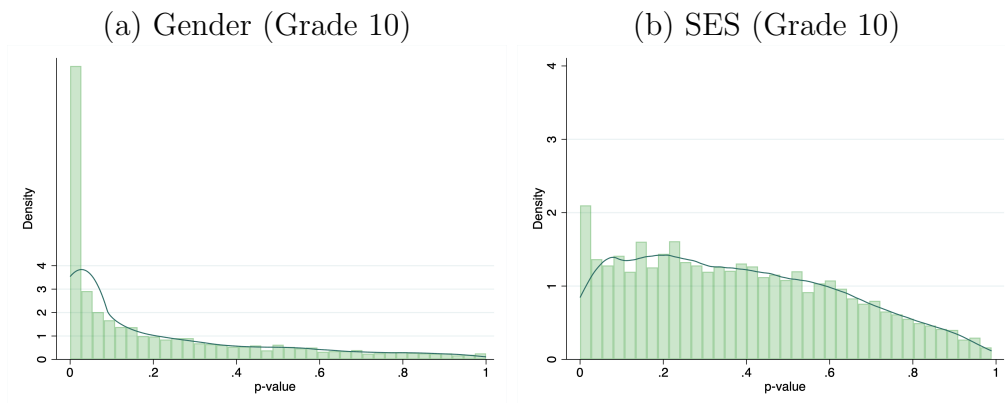 (a) Gender (Grade 10)
Density
4
3
2
1
0
0 .2 .4 .6 .8 1
p-value
(b) SES (Grade 10)
Density
4
3
2
1
0
0 .2 .4 .6 .8 1
p-value